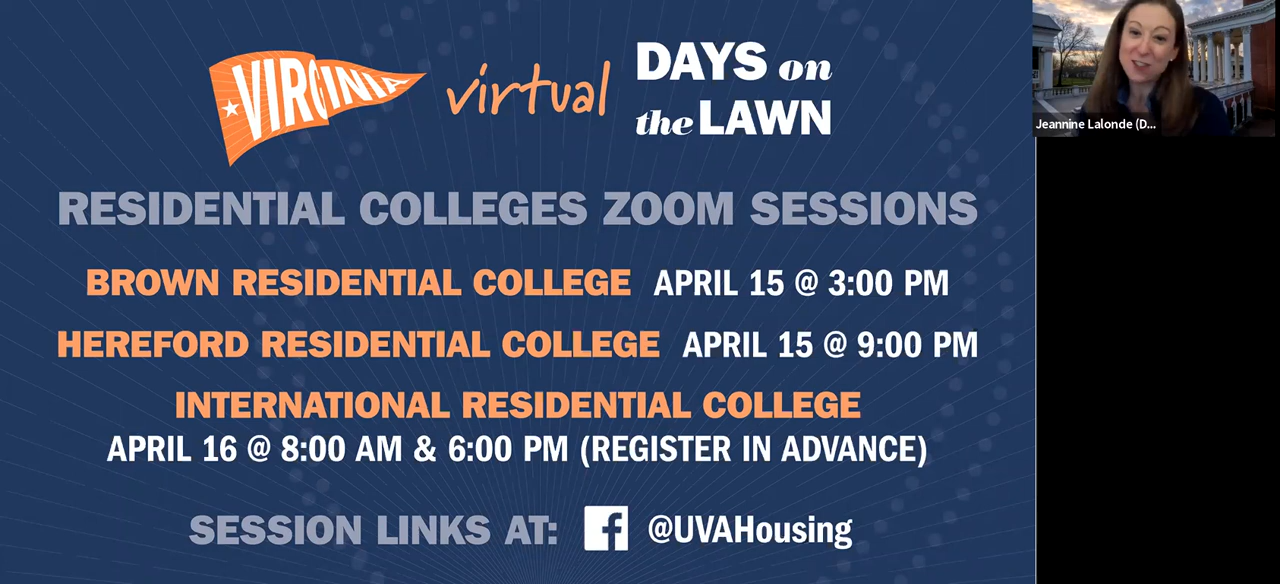 VIRGINIA virtual DAYS on
the LAWN
Jeannine Lalonde (D...
RESIDENTIAL COLLEGES ZOOM SESSIONS
BROWN RESIDENTIAL COLLEGE APRIL 15 @ 3:00 PM
HEREFORD RESIDENTIAL COLLEGE APRIL 15 @ 9:00 PM
INTERNATIONAL RESIDENTIAL COLLEGE
APRIL 16 @ 8:00 AM & 6:00 PM (REGISTER IN ADVANCE)
SESSION LINKS AT: f @UVAHousing